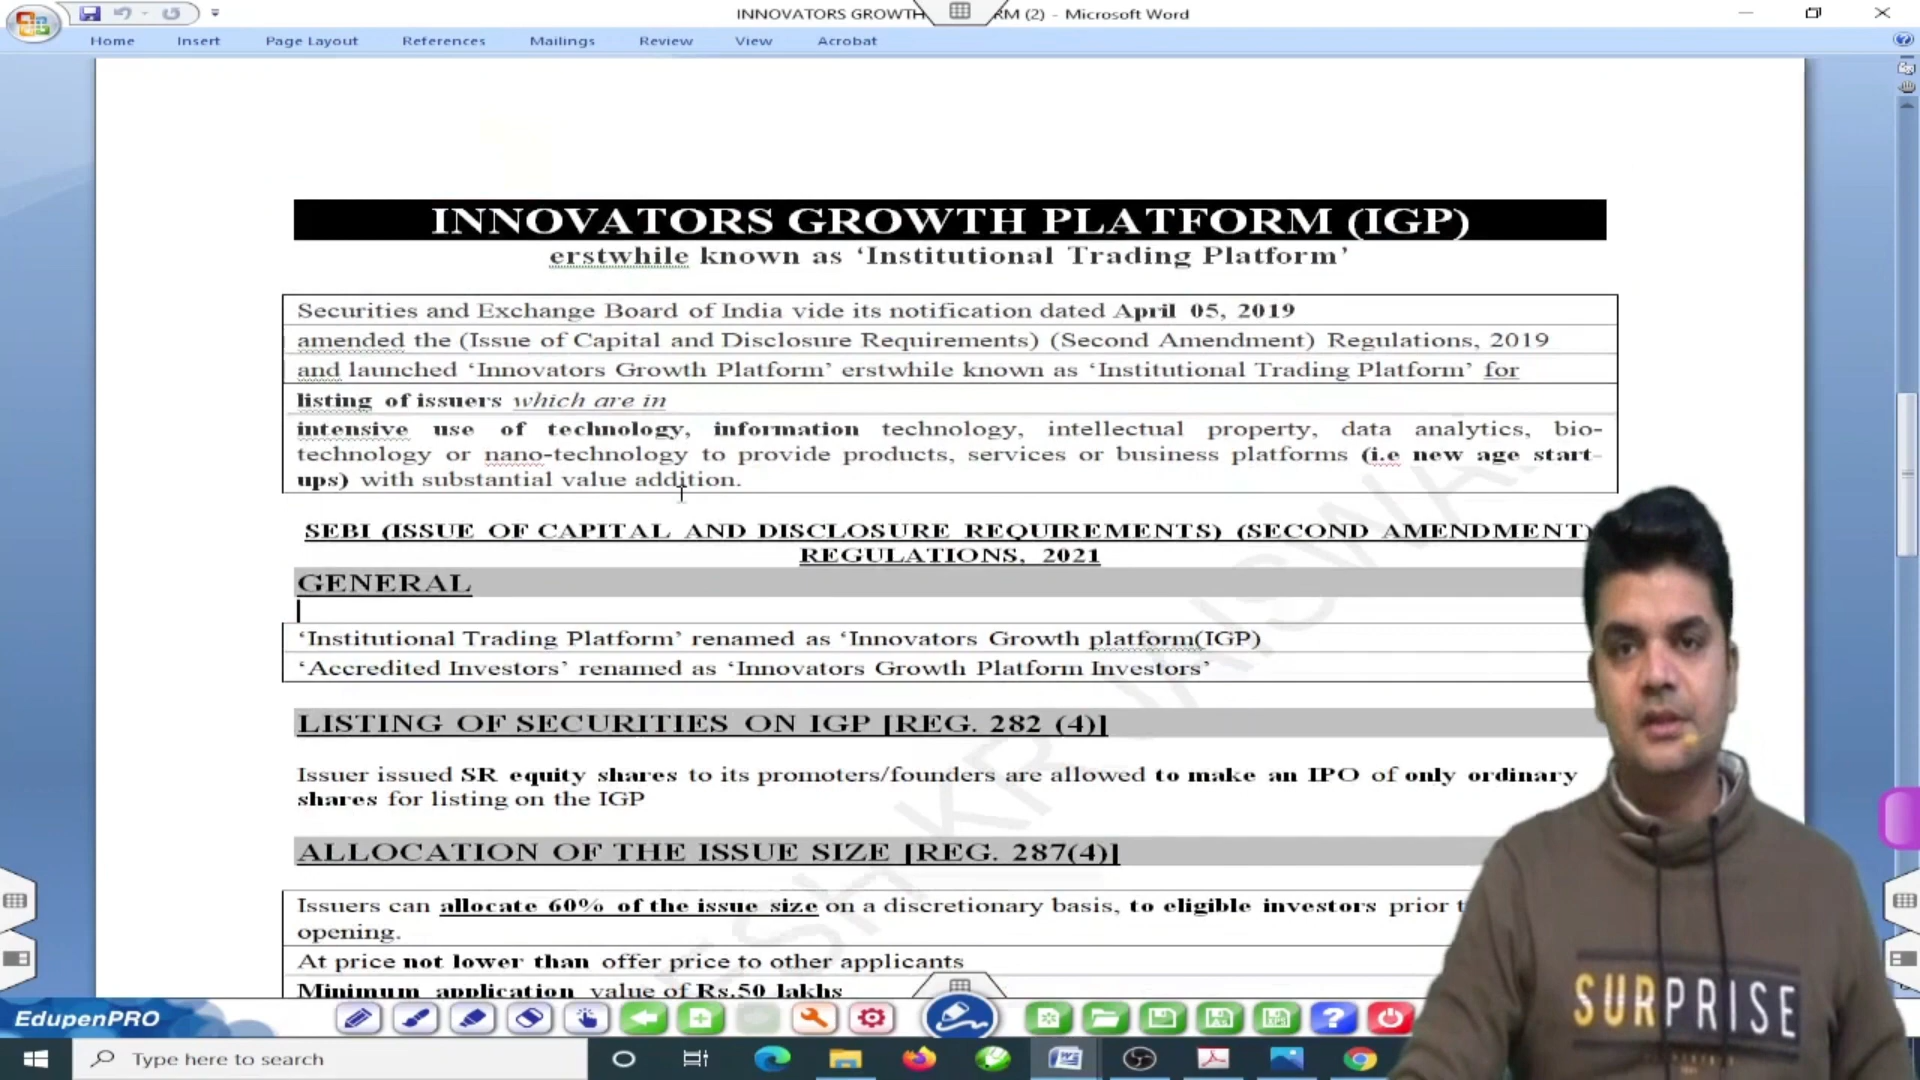 INNOVATORS GROWTH RM (2) - Microsoft Word
Home Insert Page Layout References Mailings Review View Acrobat
INNOVATORS GROWTH PLATFORM (IGP)
erstwhile known as ‘Institutional Trading Platform’
Securities and Exchange Board of India vide its notification dated April 05, 2019
amended the (Issue of Capital and Disclosure Requirements) (Second Amendment) Regulations, 2019
and launched ‘Innovators Growth Platform’ erstwhile known as ‘Institutional Trading Platform’ for
listing of issuers which are in
intensive use of technology, information technology, intellectual property, data analytics, bio-
technology or nano-technology to provide products, services or business platforms (i.e new age start-
ups) with substantial value addition.
SEBI (ISSUE OF CAPITAL AND DISCLOSURE REQUIREMENTS) (SECOND AMENDMENT)
REGULATIONS, 2021
GENERAL
‘Institutional Trading Platform’ renamed as ‘Innovators Growth platform(IGP)
‘Accredited Investors’ renamed as ‘Innovators Growth Platform Investors’
LISTING OF SECURITIES ON IGP [REG. 282 (4)]
Issuer issued SR equity shares to its promoters/founders are allowed to make an IPO of only ordinary
shares for listing on the IGP
ALLOCATION OF THE ISSUE SIZE [REG. 287(4)]
Issuers can allocate 60% of the issue size on a discretionary basis, to eligible investors prior t
opening.
At price not lower than offer price to other applicants
Minimum application value of Rs.50 lakhs
SURPRISE
EdupenPRO
Type here to search